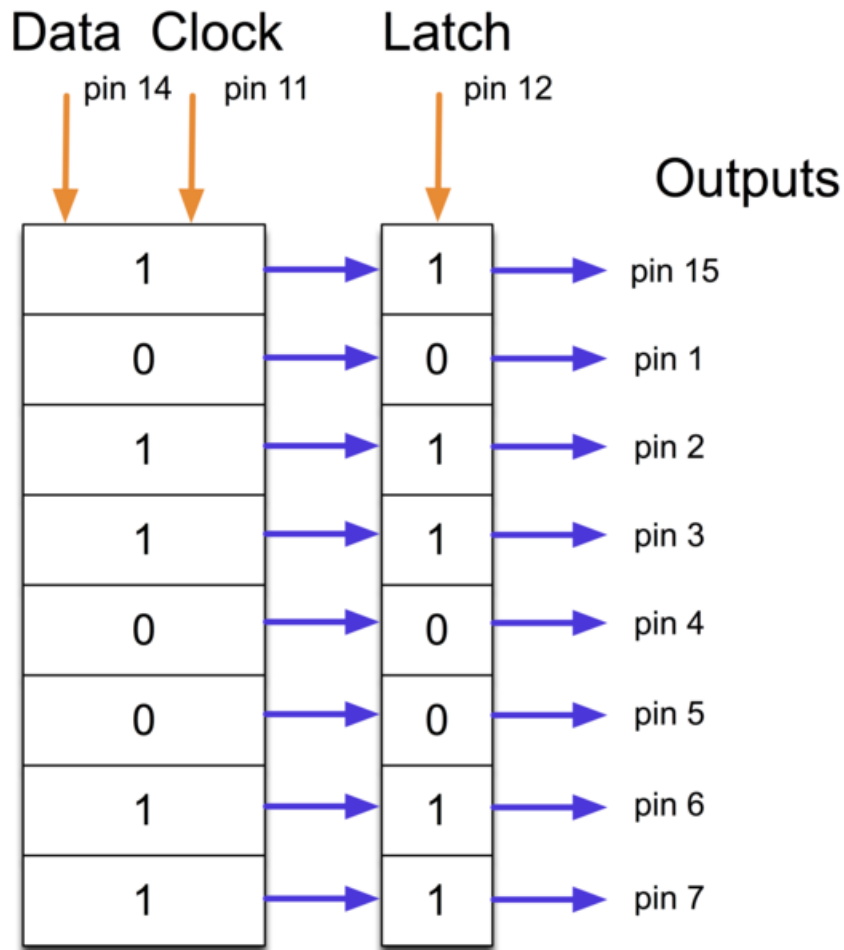 Data Clock Latch
pin 14 pin 11 pin 12
Outputs
1 1 pin 15
0 0 pin 1
1 1 pin 2
1 1 pin 3
0 0 pin 4
0 0 pin 5
1 1 pin 6
1 1 pin 7